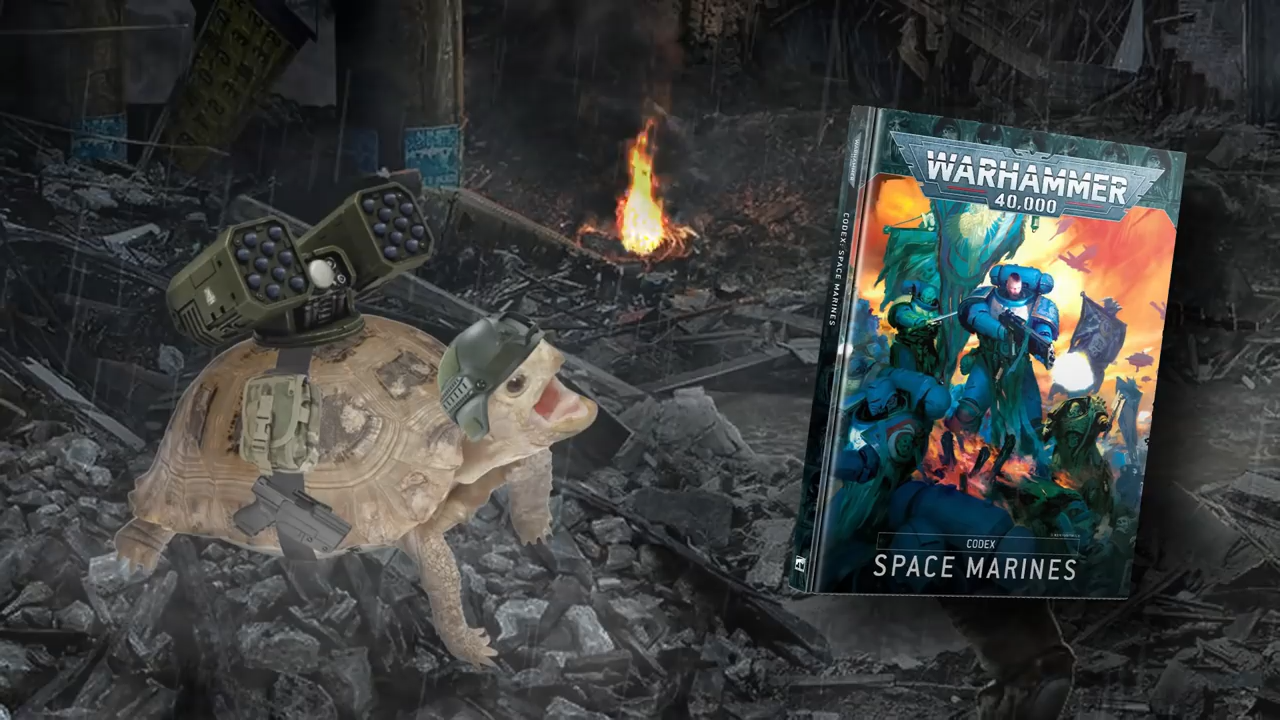 WARHAMMER
40,000
CODEX: SPACE MARINES
CODEX
SPACE MARINES